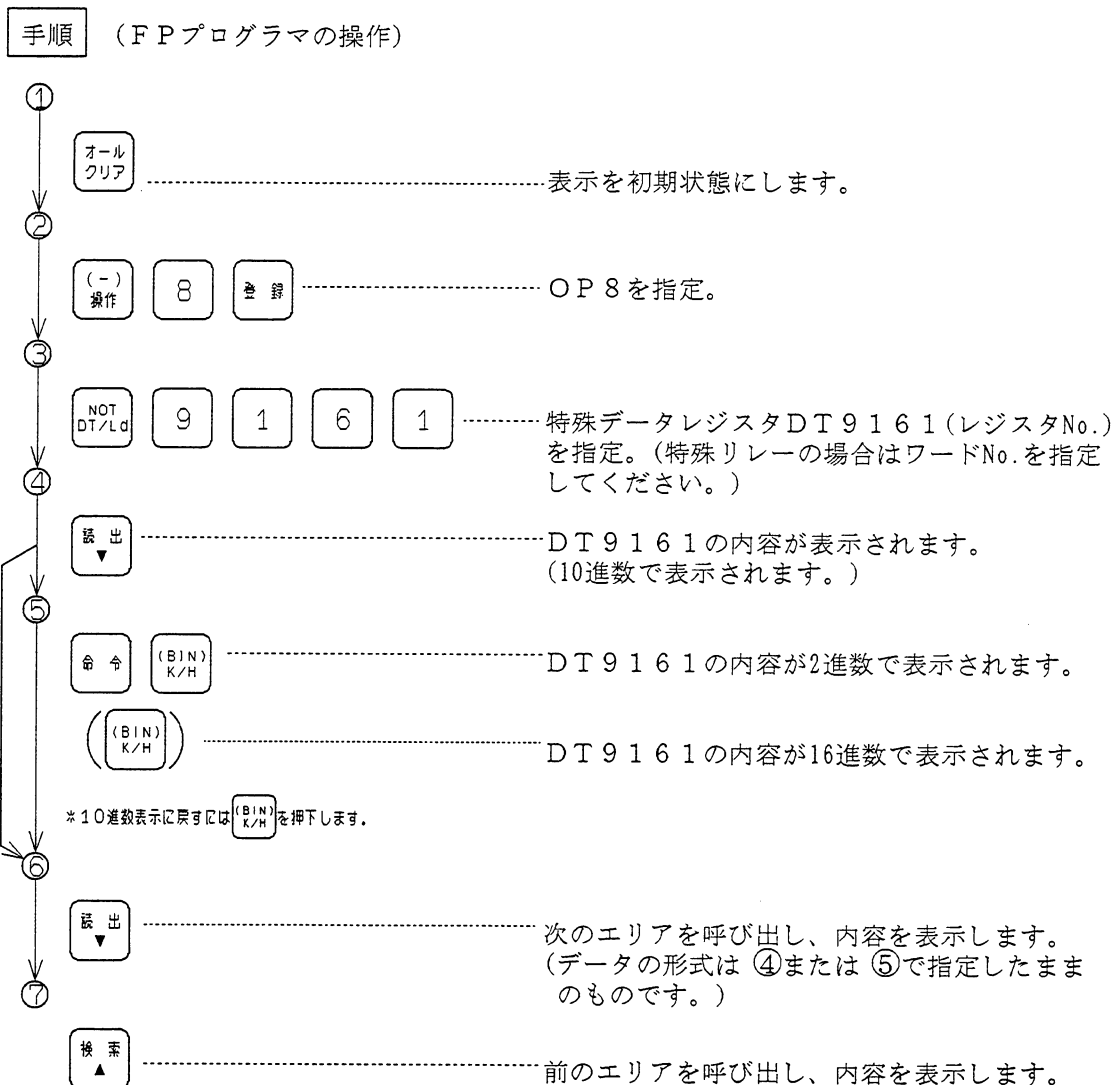 手順 (FPプログラマの操作)
①
オール
クリア
表示を初期状態にします。
②
(-)
操作
8
登録
OP8を指定。
③
NOT
DT/Ld
9
1
6
1
特殊データレジスタDT9161(レジスタNo.)
を指定。(特殊リレーの場合はワードNo.を指定
してください。)
④
読出
▼
DT9161の内容が表示されます。
(10進数で表示されます。)
⑤
命令
(BIN)
K/H
DT9161の内容が2進数で表示されます。
(BIN)
K/H
DT9161の内容が16進数で表示されます。
*10進数表示に戻すには(BIN)K/Hを押下します。
⑥
読出
▼
次のエリアを呼び出し、内容を表示します。
(データの形式は④または⑤で指定したまま
のものです。)
⑦
検索
▲
前のエリアを呼び出し、内容を表示します。